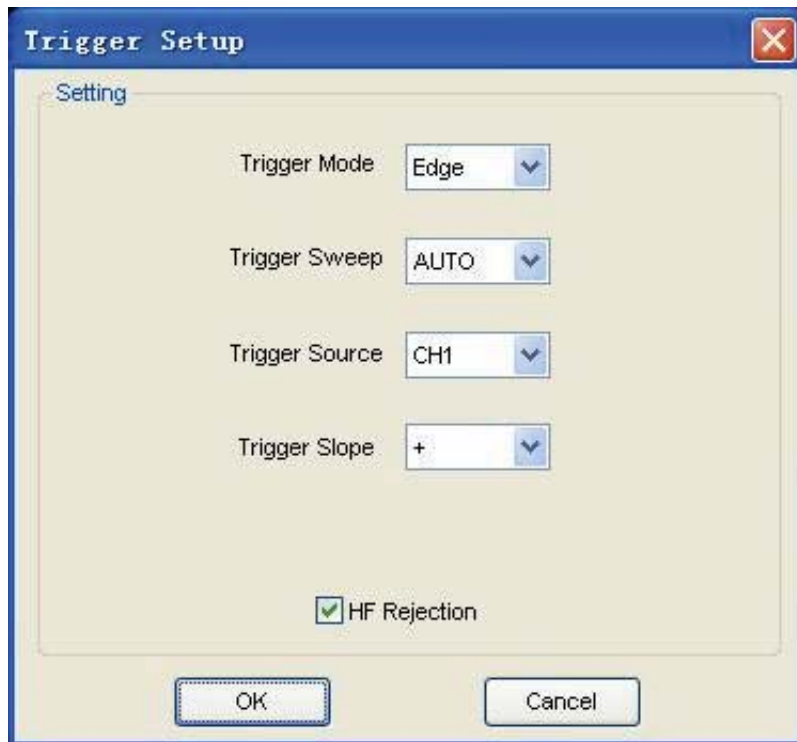 Trigger Setup
Setting
Trigger Mode Edge
Trigger Sweep AUTO
Trigger Source CH1
Trigger Slope +
HF Rejection
OK Cancel